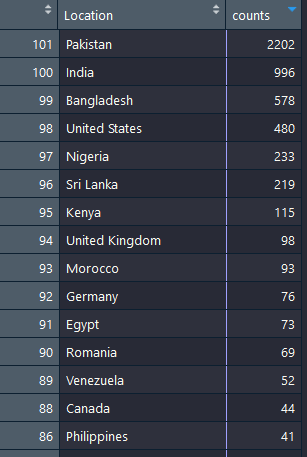 Location counts
101 Pakistan 2202
100 India 996
99 Bangladesh 578
98 United States 480
97 Nigeria 233
96 Sri Lanka 219
95 Kenya 115
94 United Kingdom 98
93 Morocco 93
92 Germany 76
91 Egypt 73
90 Romania 69
89 Venezuela 52
88 Canada 44
86 Philippines 41